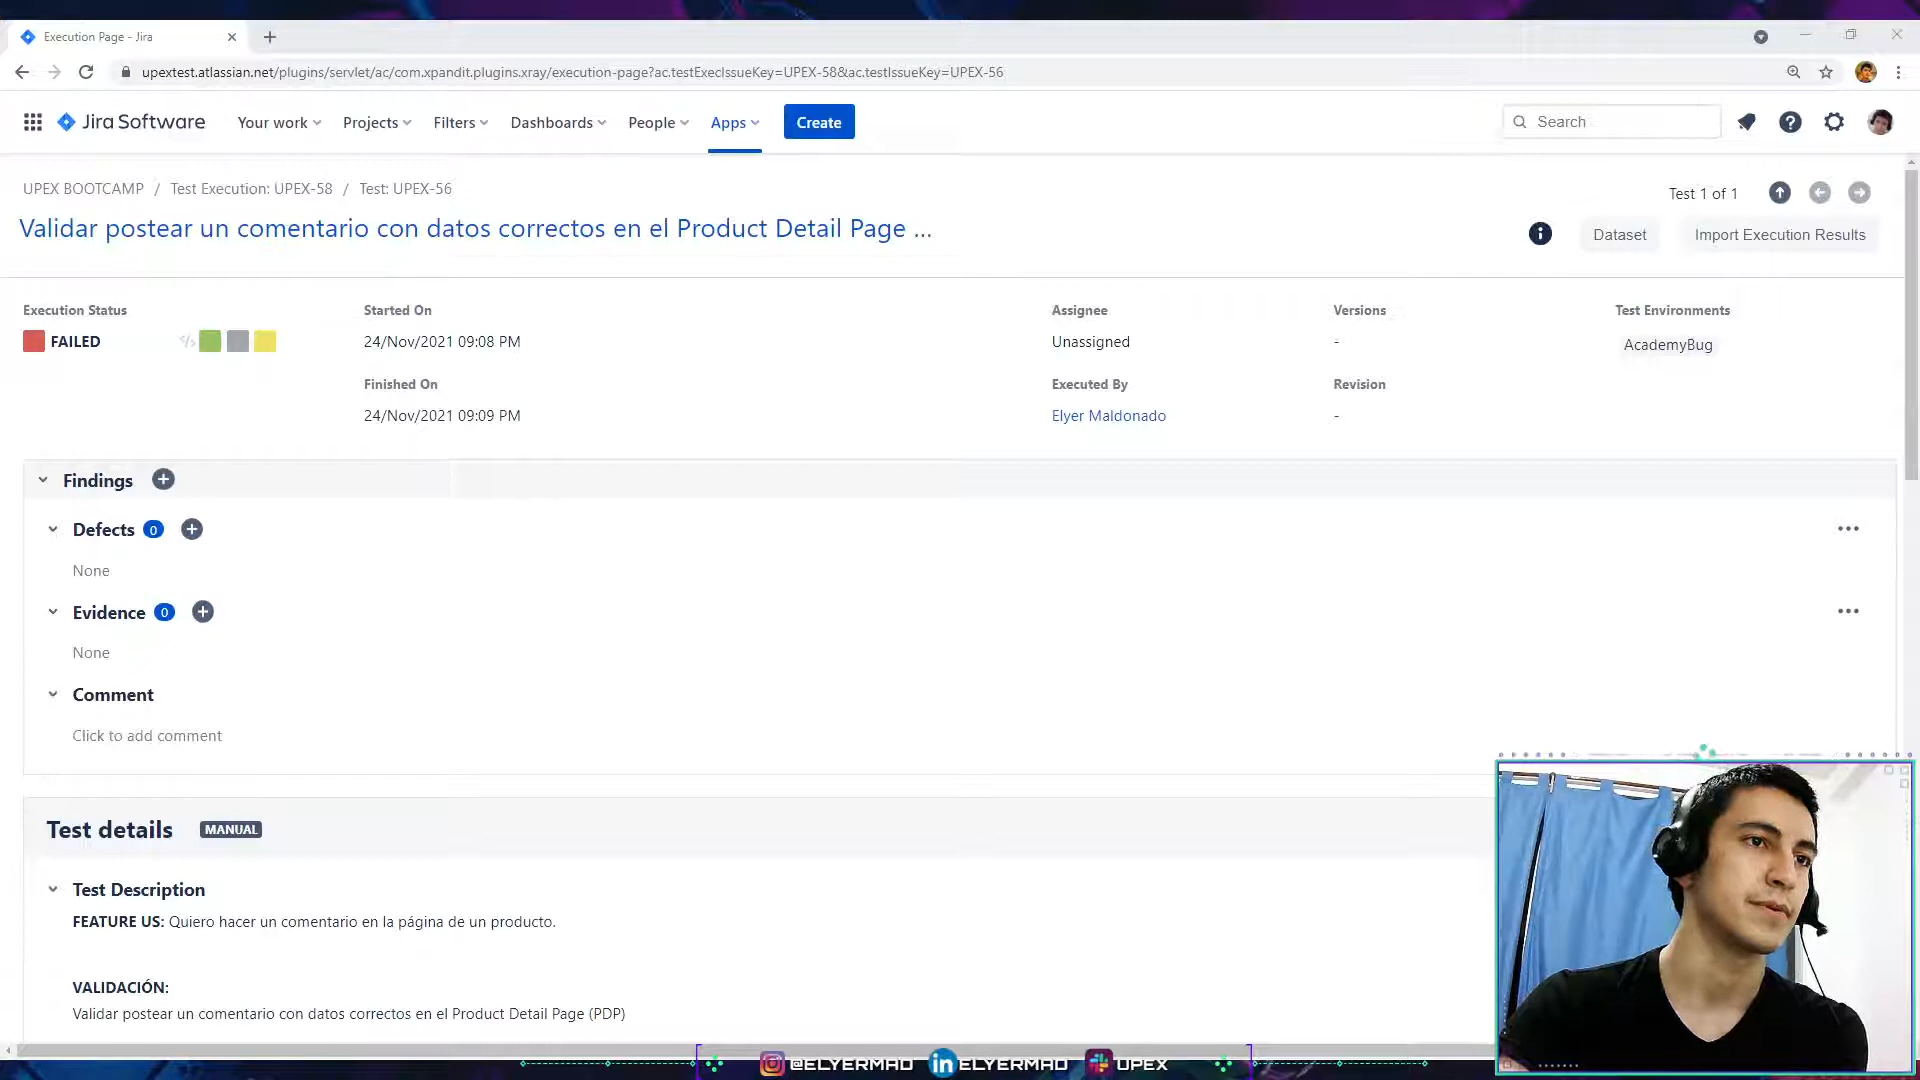 Execution Page - Jira
upextest.atlassian.net/plugins/servlet/ac/com.xpandit.plugins.xray/execution-page?ac.testExecIssueKey=UPEX-58&ac.testIssueKey=UPEX-56
Jira Software
Your work
Projects
Filters
Dashboards
People
Apps
Create
Search
UPEX BOOTCAMP / Test Execution: UPEX-58 / Test: UPEX-56
Test 1 of 1
Validar postear un comentario con datos correctos en el Product Detail Page ...
Dataset
Import Execution Results
Execution Status
FAILED
Started On
24/Nov/2021 09:08 PM
Finished On
24/Nov/2021 09:09 PM
Assignee
Unassigned
Executed By
Elyer Maldonado
Versions
-
Revision
-
Test Environments
AcademyBug
Findings
Defects 0
None
Evidence 0
None
Comment
Click to add comment
Test details MANUAL
Test Description
FEATURE US: Quiero hacer un comentario en la página de un producto.
VALIDACIÓN:
Validar postear un comentario con datos correctos en el Product Detail Page (PDP)
@ELYERMAD
ELYERMAD
UPEX